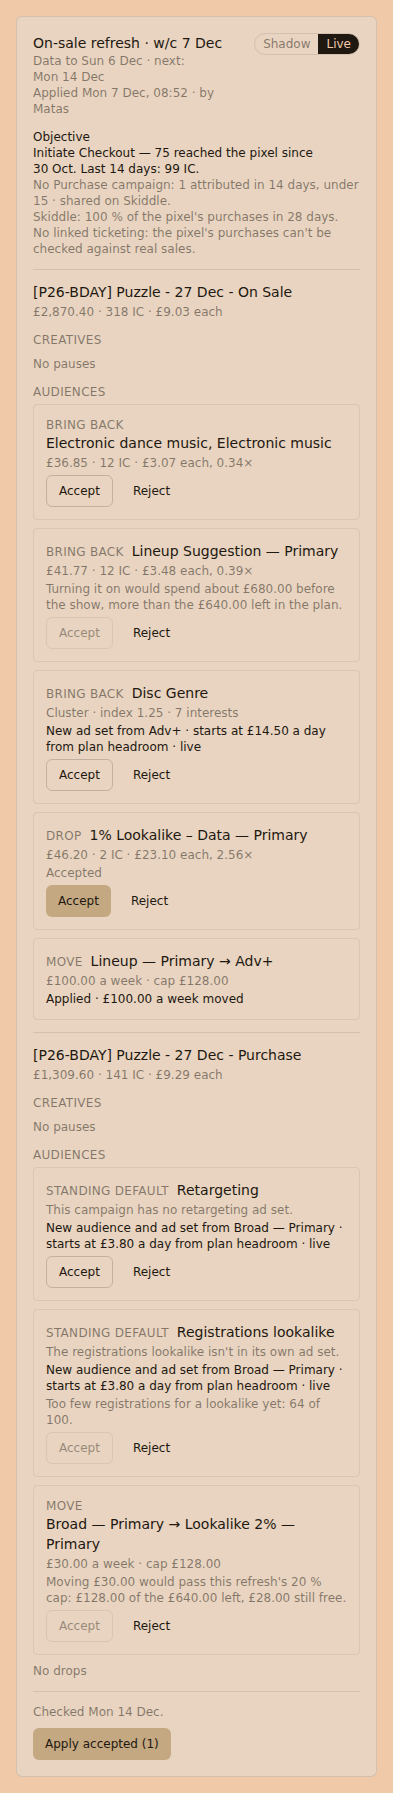 On-sale refresh · w/c 7 Dec
Shadow Live
Data to Sun 6 Dec · next:
Mon 14 Dec
Applied Mon 7 Dec, 08:52 · by
Matas
Objective
Initiate Checkout — 75 reached the pixel since
30 Oct. Last 14 days: 99 IC.
No Purchase campaign: 1 attributed in 14 days, under
15 · shared on Skiddle.
Skiddle: 100 % of the pixel's purchases in 28 days.
No linked ticketing: the pixel's purchases can't be
checked against real sales.
[P26-BDAY] Puzzle - 27 Dec - On Sale
£2,870.40 · 318 IC · £9.03 each
CREATIVES
No pauses
AUDIENCES
BRING BACK
Electronic dance music, Electronic music
£36.85 · 12 IC · £3.07 each, 0.34×
Accept Reject
BRING BACK Lineup Suggestion — Primary
£41.77 · 12 IC · £3.48 each, 0.39×
Turning it on would spend about £680.00 before
the show, more than the £640.00 left in the plan.
Accept Reject
BRING BACK Disc Genre
Cluster · index 1.25 · 7 interests
New ad set from Adv+ · starts at £14.50 a day
from plan headroom · live
Accept Reject
DROP 1% Lookalike – Data — Primary
£46.20 · 2 IC · £23.10 each, 2.56×
Accepted
Accept Reject
MOVE Lineup — Primary → Adv+
£100.00 a week · cap £128.00
Applied · £100.00 a week moved
[P26-BDAY] Puzzle - 27 Dec - Purchase
£1,309.60 · 141 IC · £9.29 each
CREATIVES
No pauses
AUDIENCES
STANDING DEFAULT Retargeting
This campaign has no retargeting ad set.
New audience and ad set from Broad — Primary ·
starts at £3.80 a day from plan headroom · live
Accept Reject
STANDING DEFAULT Registrations lookalike
The registrations lookalike isn't in its own ad set.
New audience and ad set from Broad — Primary ·
starts at £3.80 a day from plan headroom · live
Too few registrations for a lookalike yet: 64 of
100.
Accept Reject
MOVE
Broad — Primary → Lookalike 2% —
Primary
£30.00 a week · cap £128.00
Moving £30.00 would pass this refresh's 20 %
cap: £128.00 of the £640.00 left, £28.00 still free.
Accept Reject
No drops
Checked Mon 14 Dec.
Apply accepted (1)